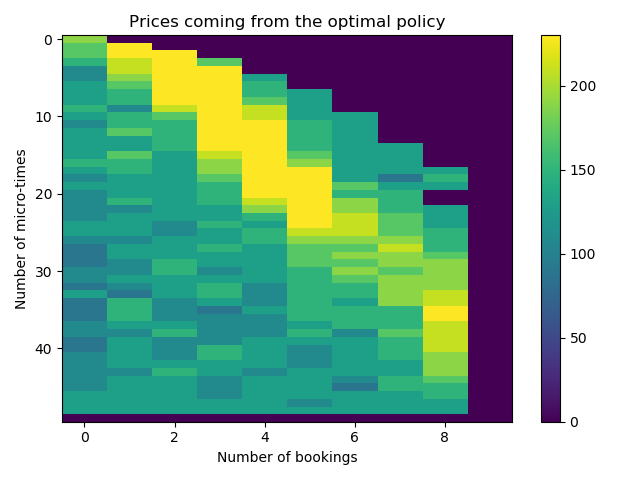 Prices coming from the optimal policy
Number of micro-times
0
10
20
30
40
0 2 4 6 8
Number of bookings
200
150
100
50
0